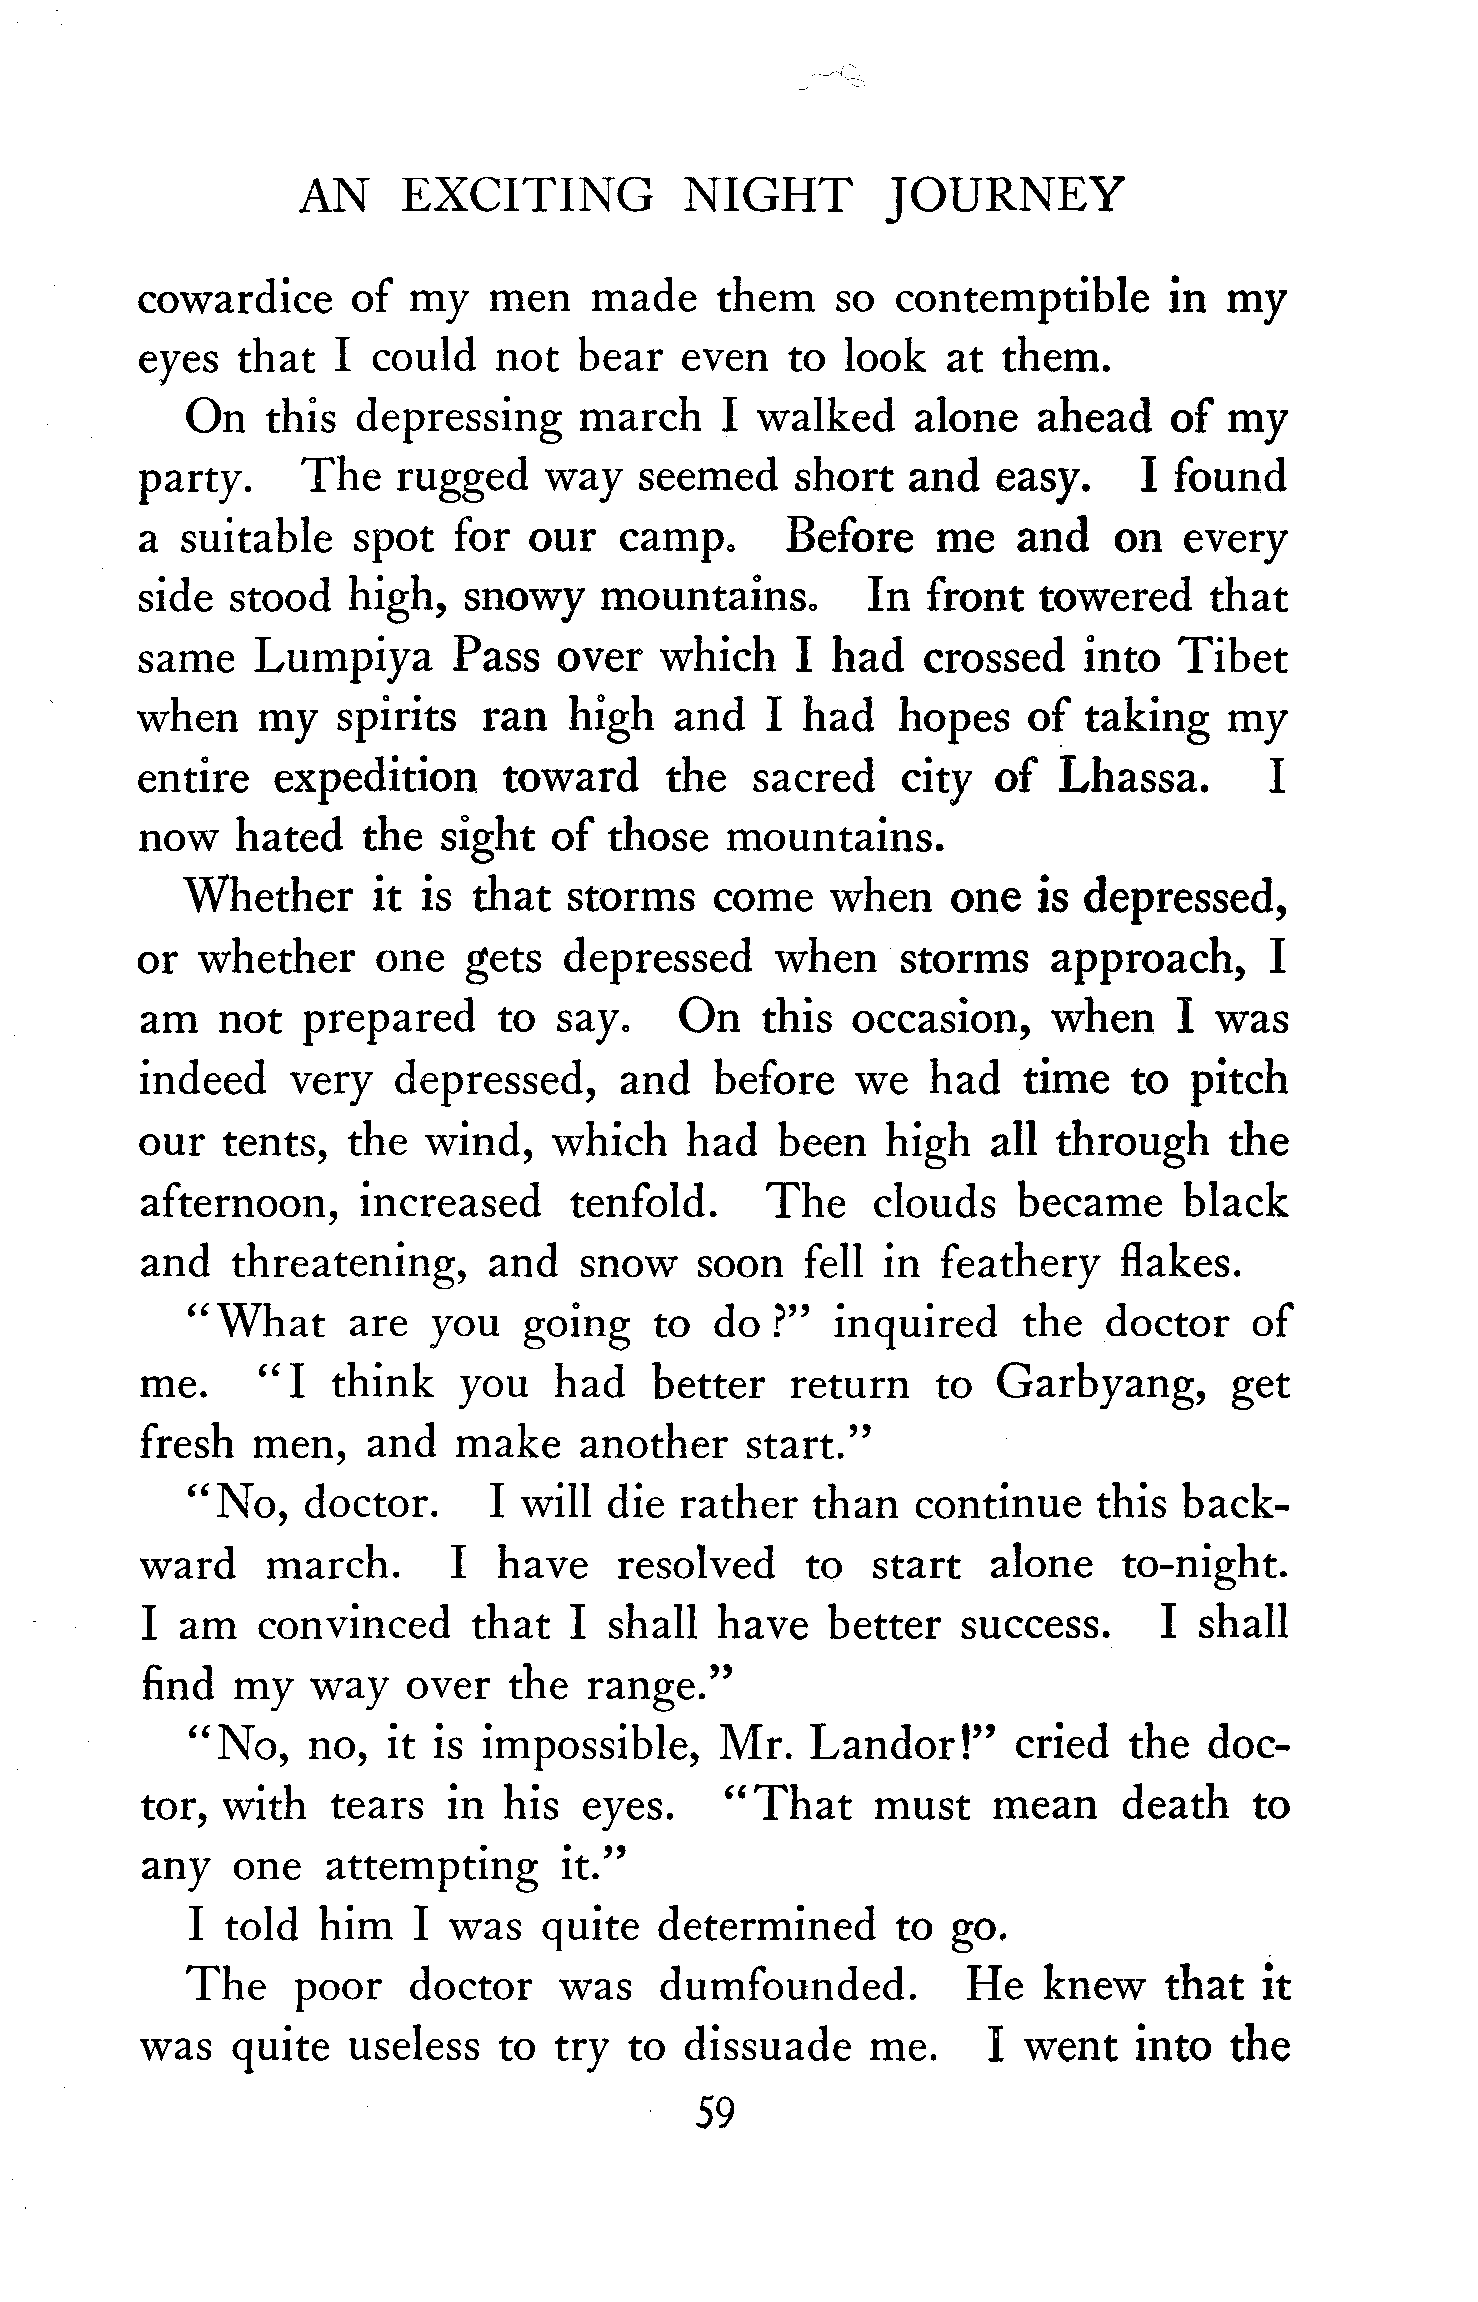 AN EXCITING NIGHT JOURNEY
cowardice of my men made them so contemptible in my
eyes that I could not bear even to look at them.
On this depressing march I walked alone ahead of my
party. The rugged way seemed short and easy. I found
a suitable spot for our camp. Before me and on every
side stood high, snowy mountains. In front towered that
same Lumpiya Pass over which I had crossed into Tibet
when my spirits ran high and I had hopes of taking my
entire expedition toward the sacred city of Lhassa. I
now hated the sight of those mountains.
Whether it is that storms come when one is depressed,
or whether one gets depressed when storms approach, I
am not prepared to say. On this occasion, when I was
indeed very depressed, and before we had time to pitch
our tents, the wind, which had been high all through the
afternoon, increased tenfold. The clouds became black
and threatening, and snow soon fell in feathery flakes.
"What are you going to do?" inquired the doctor of
me. "I think you had better return to Garbyang, get
fresh men, and make another start."
"No, doctor. I will die rather than continue this back-
ward march. I have resolved to start alone to-night.
I am convinced that I shall have better success. I shall
find my way over the range."
"No, no, it is impossible, Mr. Landor!" cried the doc-
tor, with tears in his eyes. "That must mean death to
any one attempting it."
I told him I was quite determined to go.
The poor doctor was dumfounded. He knew that it
was quite useless to try to dissuade me. I went into the
59